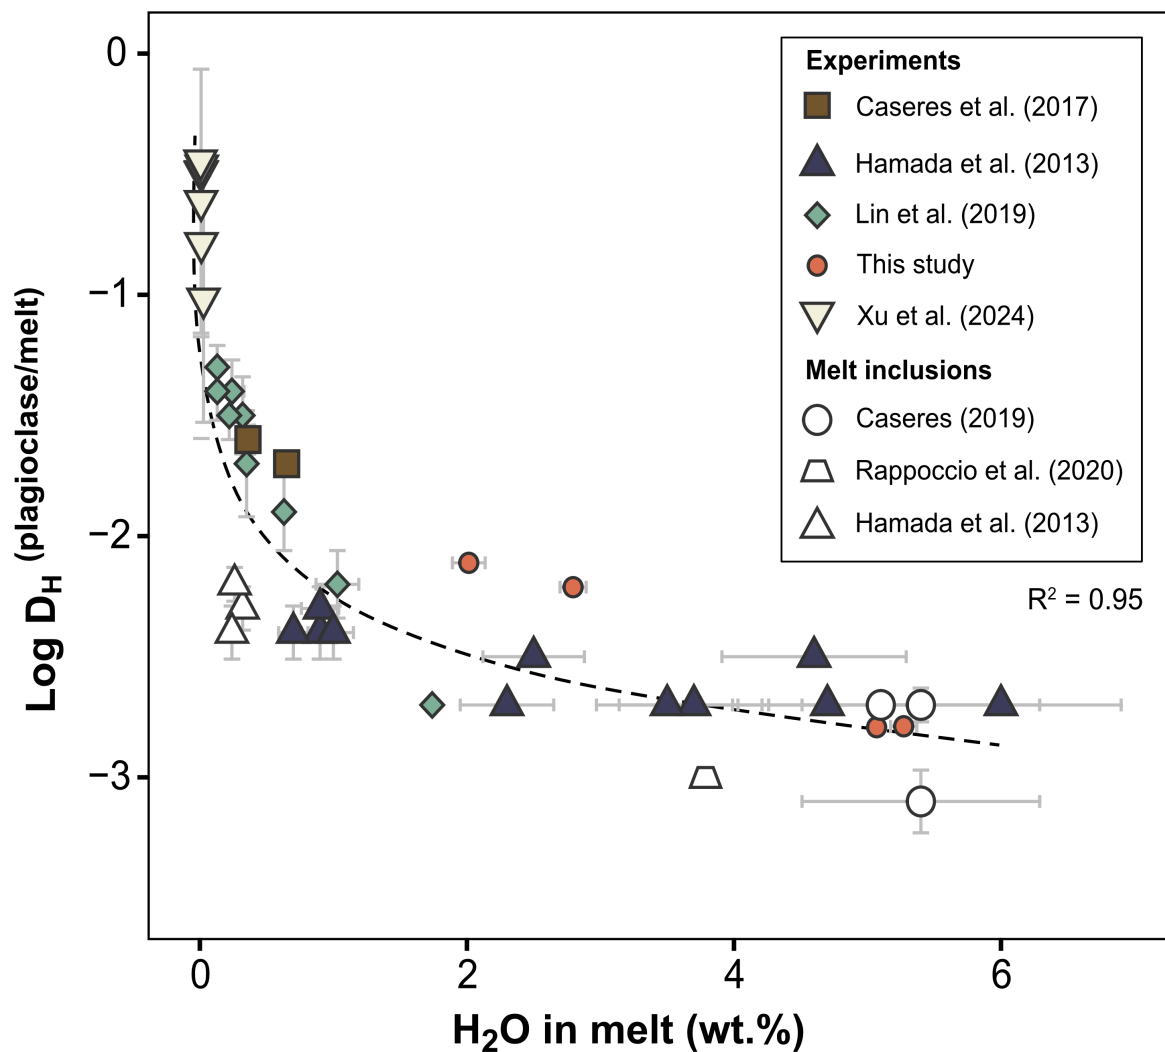 0
−1
−2
−3
Log D_H (plagioclase/melt)
Experiments
Caseres et al. (2017)
Hamada et al. (2013)
Lin et al. (2019)
This study
Xu et al. (2024)
Melt inclusions
Caseres (2019)
Rappoccio et al. (2020)
Hamada et al. (2013)
R² = 0.95
0 2 4 6
H₂O in melt (wt.%)